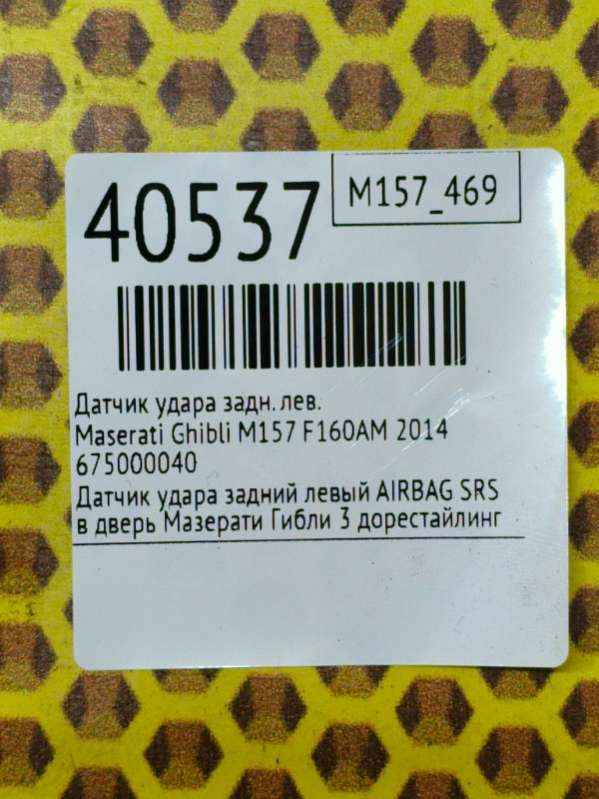 40537
M157_469
Датчик удара задн. лев.
Maserati Ghibli M157 F160AM 2014
675000040
Датчик удара задний левый AIRBAG SRS
в дверь Мазерати Гибли 3 дорестайлинг